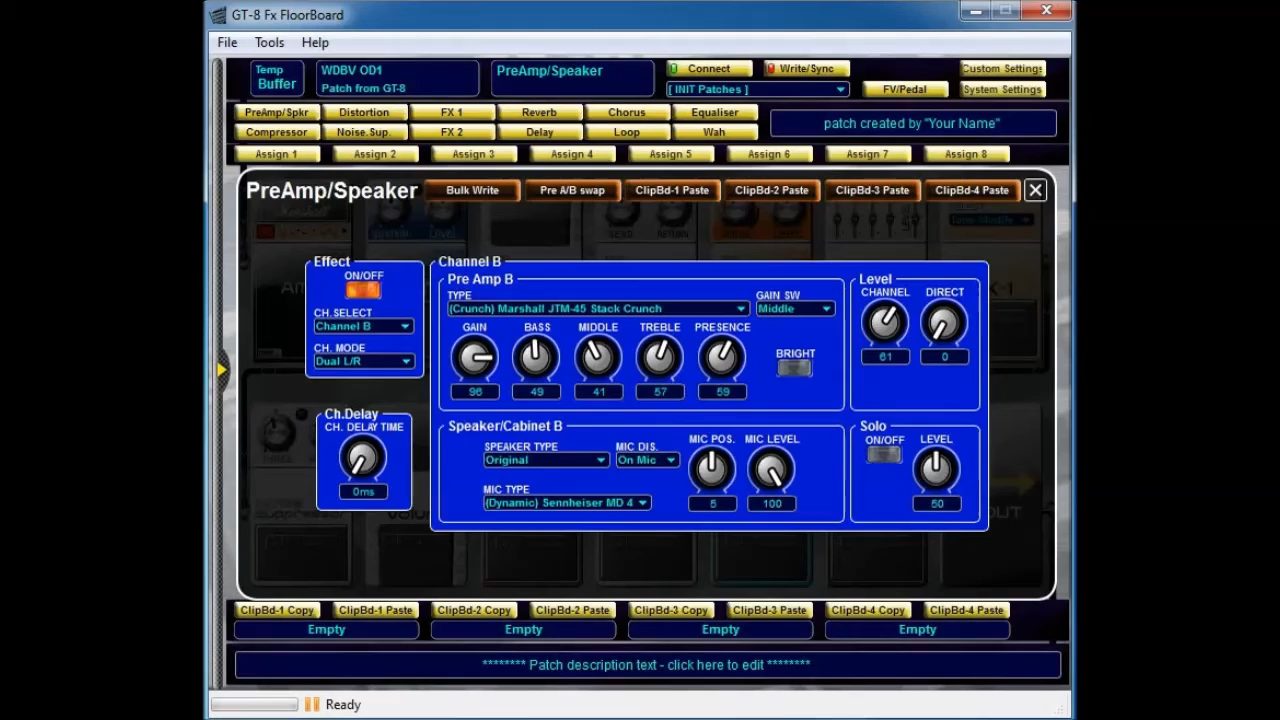 GT-8 Fx FloorBoard
File Tools Help
Temp Buffer
WDBV OD1
Patch from GT-8
PreAmp/Speaker
Connect
Write/Sync
Custom Settings
[ INIT Patches ]
FV/Pedal
System Settings
PreAmp/Spkr Distortion FX 1 Reverb Chorus Equaliser
patch created by "Your Name"
Compressor Noise.Sup. FX 2 Delay Loop Wah
Assign 1 Assign 2 Assign 3 Assign 4 Assign 5 Assign 6 Assign 7 Assign 8
PreAmp/Speaker Bulk Write Pre A/B swap ClipBd-1 Paste ClipBd-2 Paste ClipBd-3 Paste ClipBd-4 Paste
Effect
ON/OFF
CH.SELECT
Channel B
CH. MODE
Dual L/R
Ch.Delay
CH. DELAY TIME
0ms
Channel B
Pre Amp B
TYPE GAIN SW
(Crunch) Marshall JTM-45 Stack Crunch Middle
GAIN BASS MIDDLE TREBLE PRESENCE
BRIGHT
96 49 41 57 59
Level
CHANNEL DIRECT
61 0
Speaker/Cabinet B
SPEAKER TYPE MIC DIS. MIC POS. MIC LEVEL
Original On Mic
MIC TYPE
(Dynamic) Sennheiser MD 4
5 100
Solo
ON/OFF LEVEL
50
ClipBd-1 Copy ClipBd-1 Paste ClipBd-2 Copy ClipBd-2 Paste ClipBd-3 Copy ClipBd-3 Paste ClipBd-4 Copy ClipBd-4 Paste
Empty Empty Empty Empty
******** Patch description text - click here to edit ********
Ready